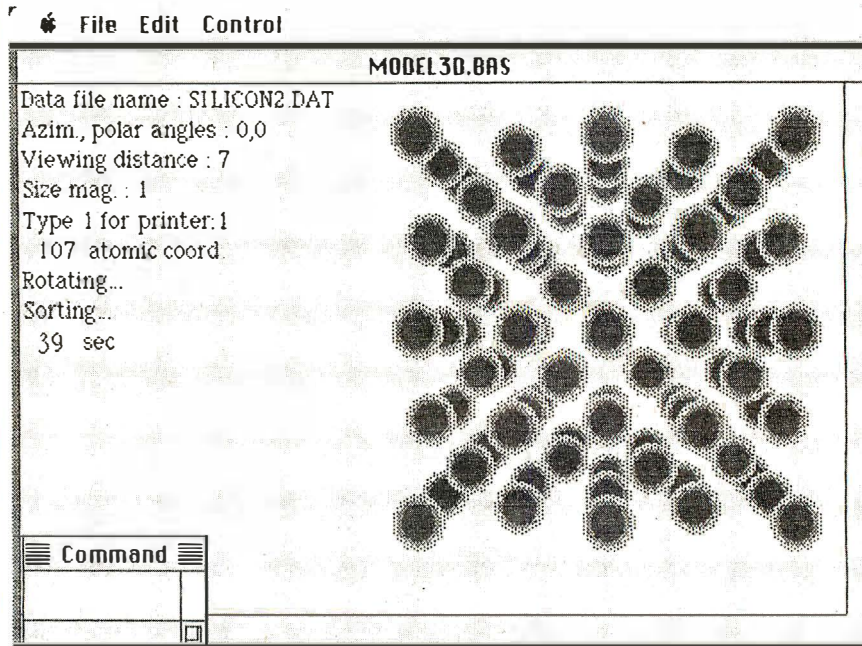 File Edit Control
MODEL3D.BAS
Data file name : SILICON2.DAT
Azim., polar angles : 0,0
Viewing distance : 7
Size mag. : 1
Type 1 for printer: 1
107 atomic coord.
Rotating...
Sorting...
39 sec
Command